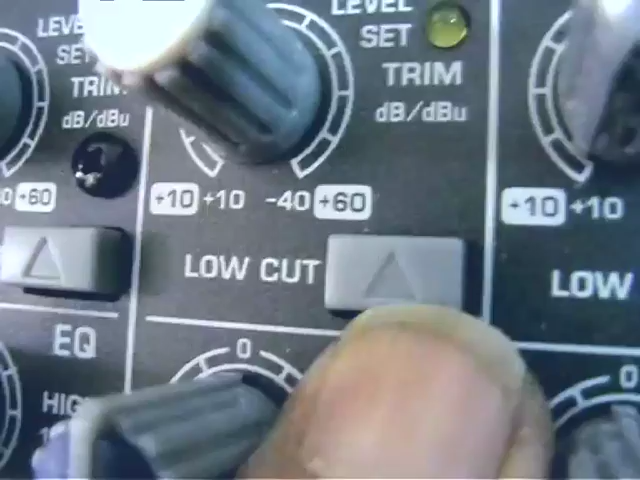 LEVEL
SET
TRIM
dB/dBu
+60
LEVEL
SET
TRIM
dB/dBu
+10 +10 -40 +60
+10 +10
LOW CUT
LOW
EQ
0
0